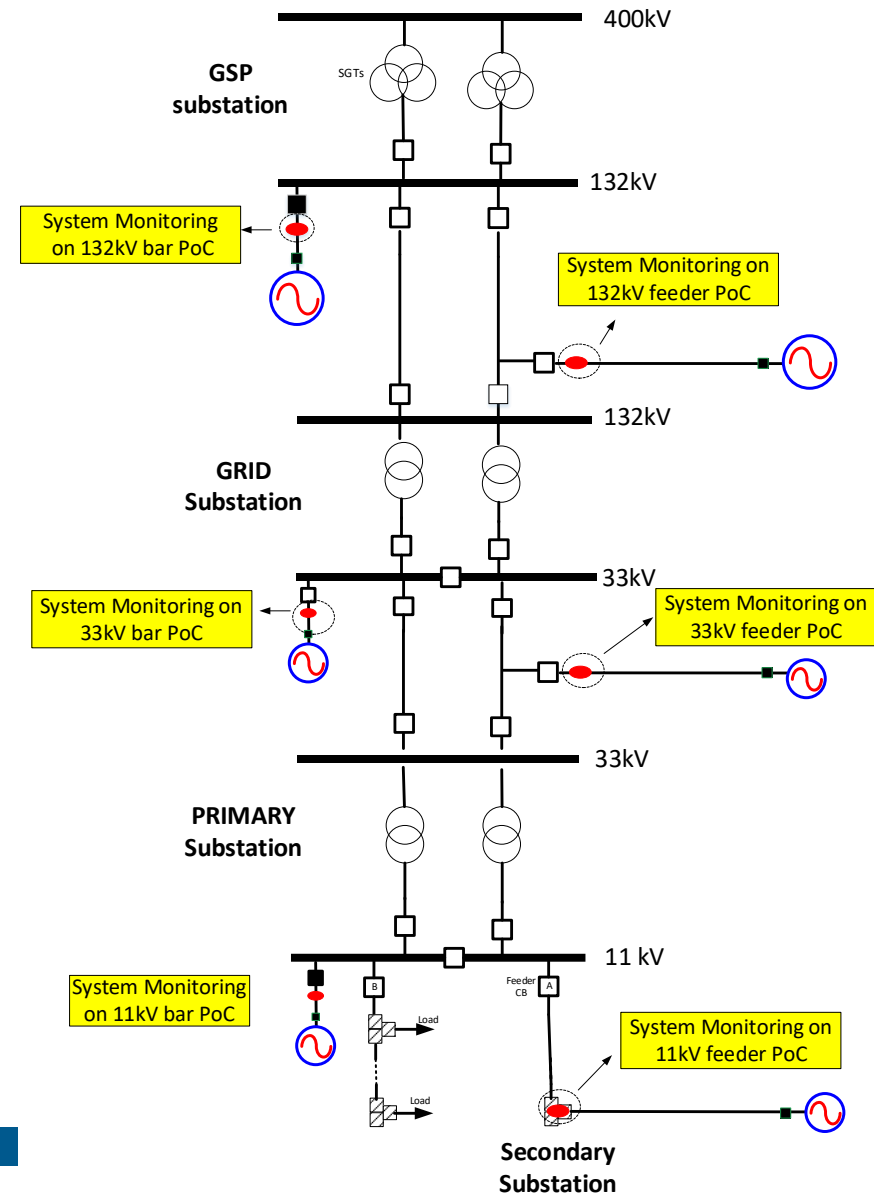 400kV
GSP
substation
SGTs
132kV
System Monitoring
on 132kV bar PoC
System Monitoring on
132kV feeder PoC
132kV
GRID
Substation
33kV
System Monitoring on
33kV bar PoC
System Monitoring on
33kV feeder PoC
33kV
PRIMARY
Substation
11 kV
System Monitoring
on 11kV bar PoC
B
Feeder
CB
A
Load
System Monitoring on
11kV feeder PoC
Load
Secondary
Substation